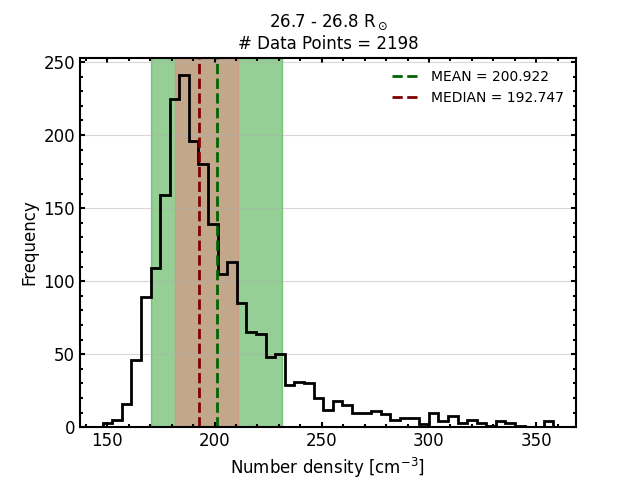 26.7 - 26.8 R⊙
# Data Points = 2198
MEAN = 200.922
MEDIAN = 192.747
Frequency
250
200
150
100
50
0
150 200 250 300 350
Number density [cm⁻³]